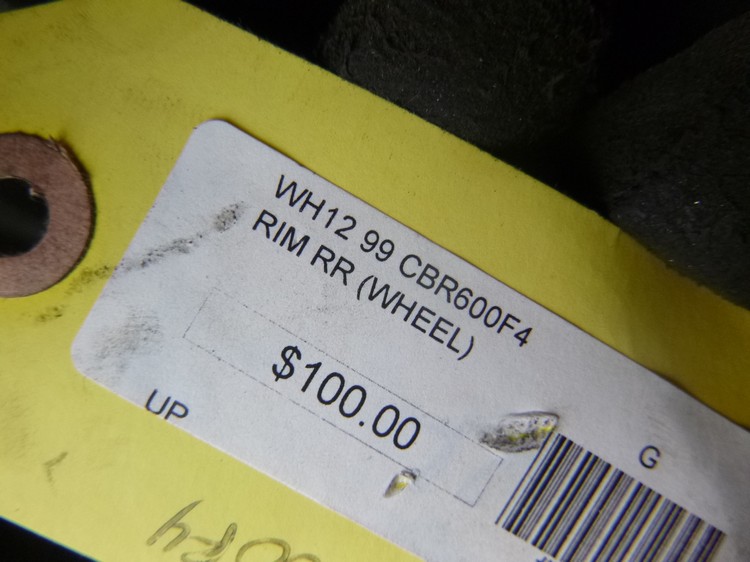 WH12 99 CBR600F4
RIM RR (WHEEL)
$100.00
UP
G